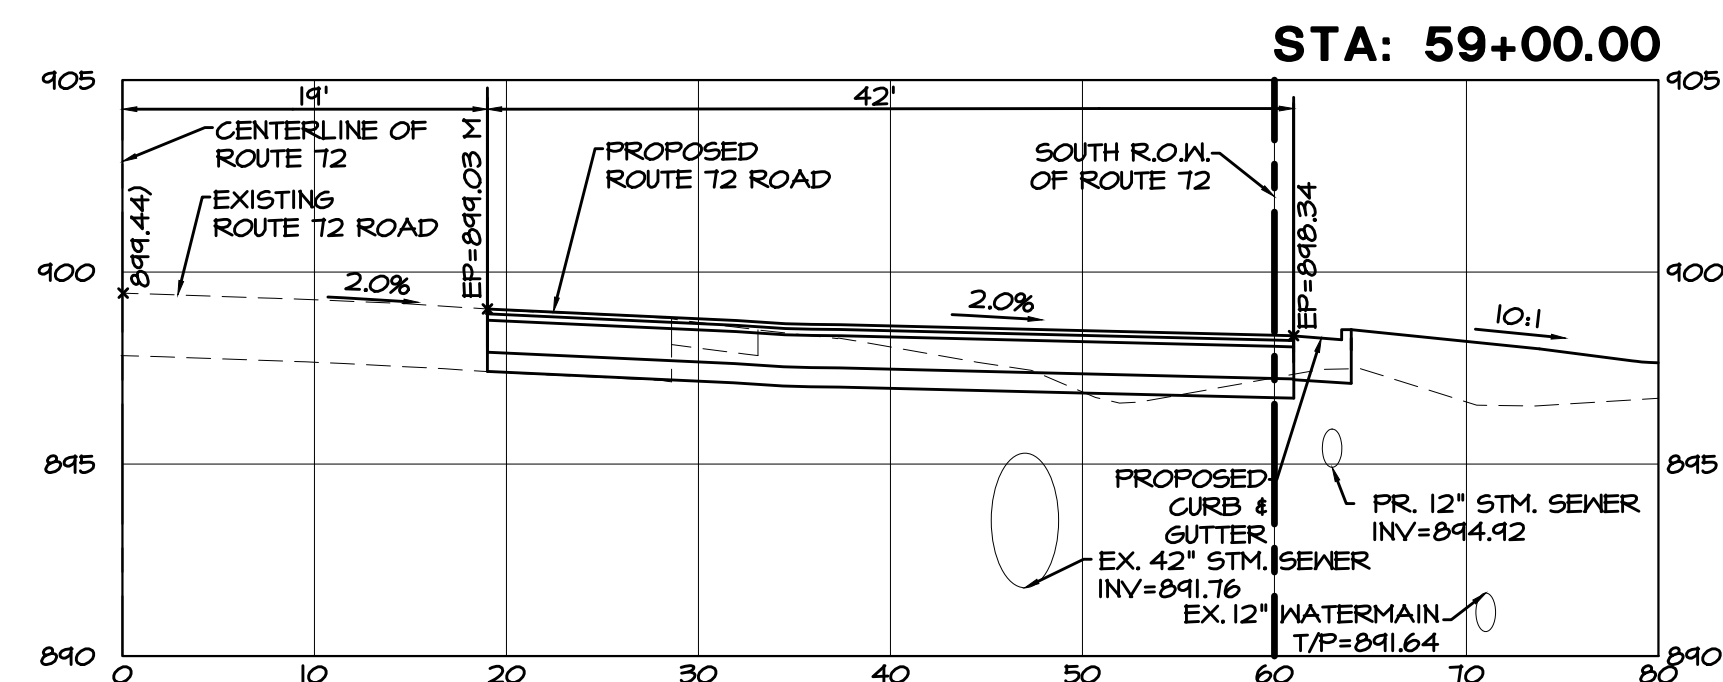 STA: 59+00.00
905
905
19'
42'
CENTERLINE OF
ROUTE 72
EXISTING
ROUTE 72 ROAD
899.44)
EP=899.03 M
PROPOSED
ROUTE 72 ROAD
SOUTH R.O.W.
OF ROUTE 72
EP=898.34
900
900
2.0%
2.0%
10:1
895
895
PROPOSED
CURB &
GUTTER
PR. 12" STM. SEWER
INV=894.92
EX. 42" STM. SEWER
INV=891.76
EX. 12" WATERMAIN
T/P=891.64
890
890
0
10
20
30
40
50
60
70
80